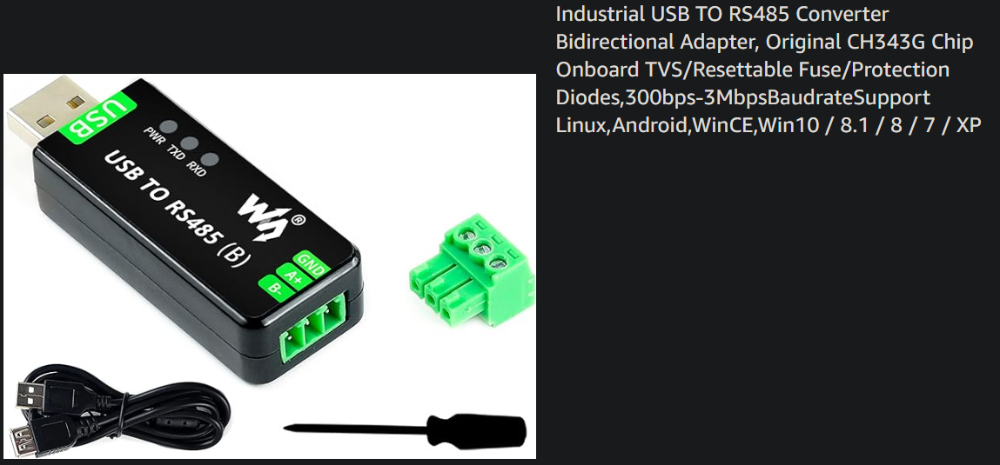 Industrial USB TO RS485 Converter
Bidirectional Adapter, Original CH343G Chip
Onboard TVS/Resettable Fuse/Protection
Diodes,300bps-3MbpsBaudrateSupport
Linux,Android,WinCE,Win10 / 8.1 / 8 / 7 / XP
USB
PWR TXD RXD
USB TO RS485 (B)
W ®
B- A+ GND